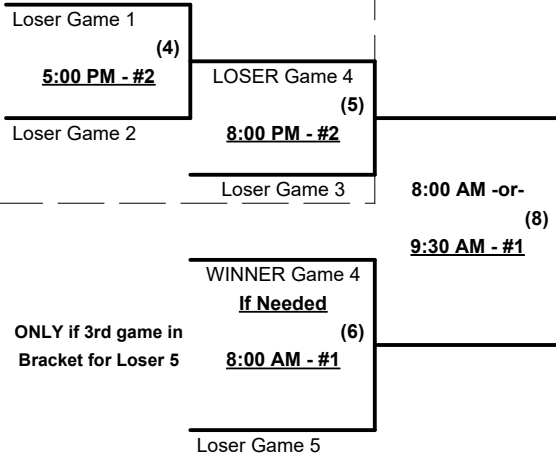 Loser Game 1
(4)
5:00 PM - #2
LOSER Game 4
(5)
Loser Game 2
8:00 PM - #2
Loser Game 3
8:00 AM -or-
(8)
9:30 AM - #1
WINNER Game 4
If Needed
ONLY if 3rd game in
(6)
Bracket for Loser 5
8:00 AM - #1
Loser Game 5